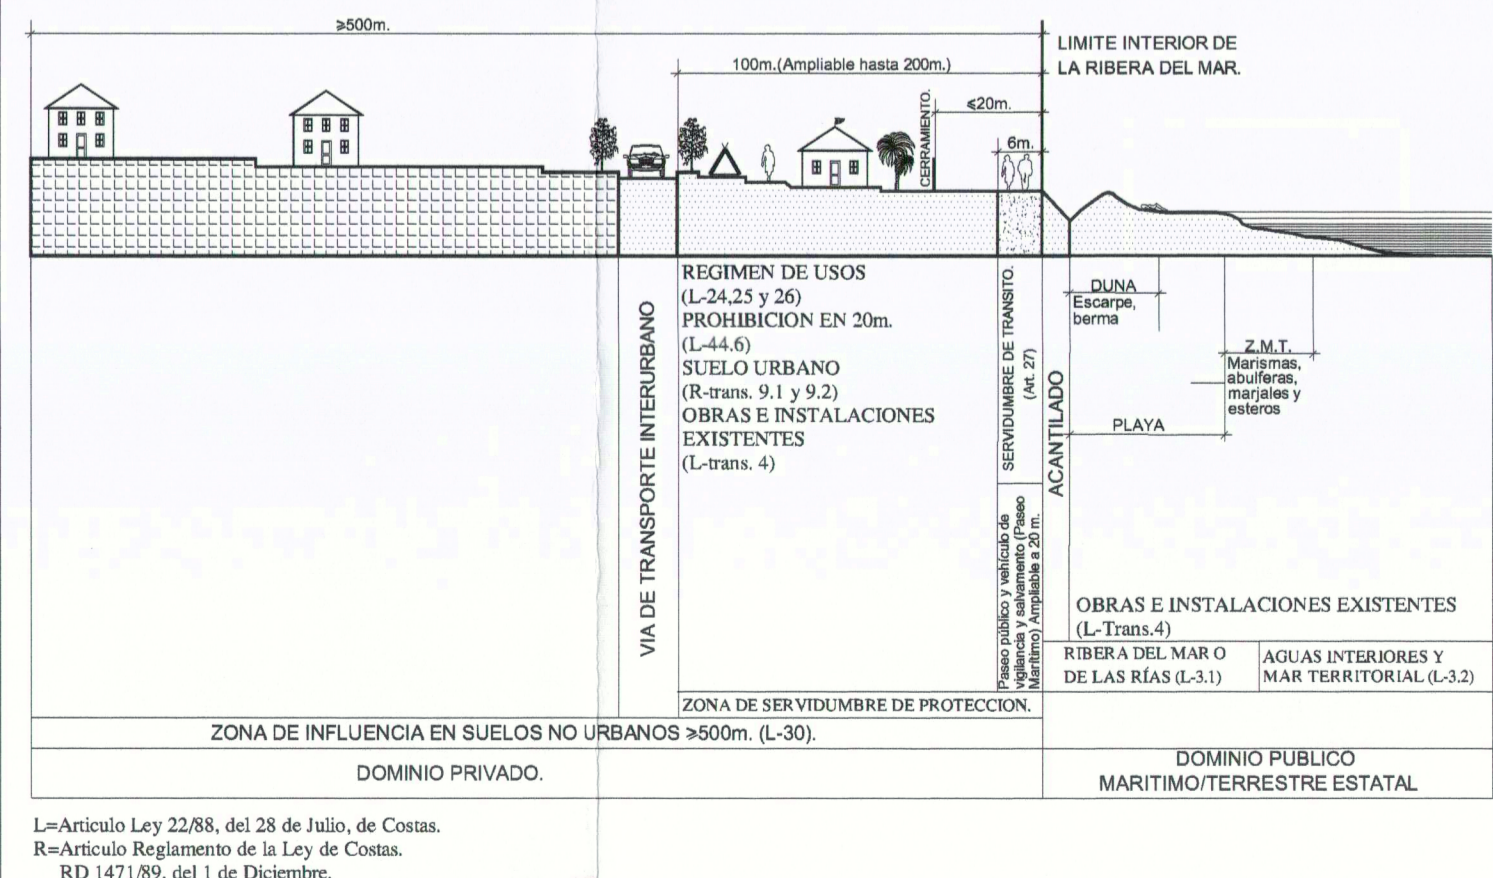 ≥500m.
LIMITE INTERIOR DE
LA RIBERA DEL MAR.
100m.(Ampliable hasta 200m.)
CERRAMIENTO.
≤20m.
6m.
REGIMEN DE USOS
(L-24,25 y 26)
PROHIBICION EN 20m.
(L-44.6)
SUELO URBANO
(R-trans. 9.1 y 9.2)
OBRAS E INSTALACIONES
EXISTENTES
(L-trans. 4)
VIA DE TRANSPORTE INTERURBANO
SERVIDUMBRE DE TRANSITO.
(Art. 27)
Paseo público y vehículo de
vigilancia y salvamento (Paseo
Marítimo) Ampliable a 20 m.
ACANTILADO
DUNA
Escarpe,
berma
Z.M.T.
Marismas,
abulferas,
marjales y
esteros
PLAYA
OBRAS E INSTALACIONES EXISTENTES
(L-Trans.4)
RIBERA DEL MAR O
DE LAS RÍAS (L-3.1)
AGUAS INTERIORES Y
MAR TERRITORIAL (L-3.2)
ZONA DE SERVIDUMBRE DE PROTECCION.
ZONA DE INFLUENCIA EN SUELOS NO URBANOS ≥500m. (L-30).
DOMINIO PRIVADO.
DOMINIO PUBLICO
MARITIMO/TERRESTRE ESTATAL
L=Articulo Ley 22/88, del 28 de Julio, de Costas.
R=Articulo Reglamento de la Ley de Costas.
RD 1471/89, del 1 de Diciembre.